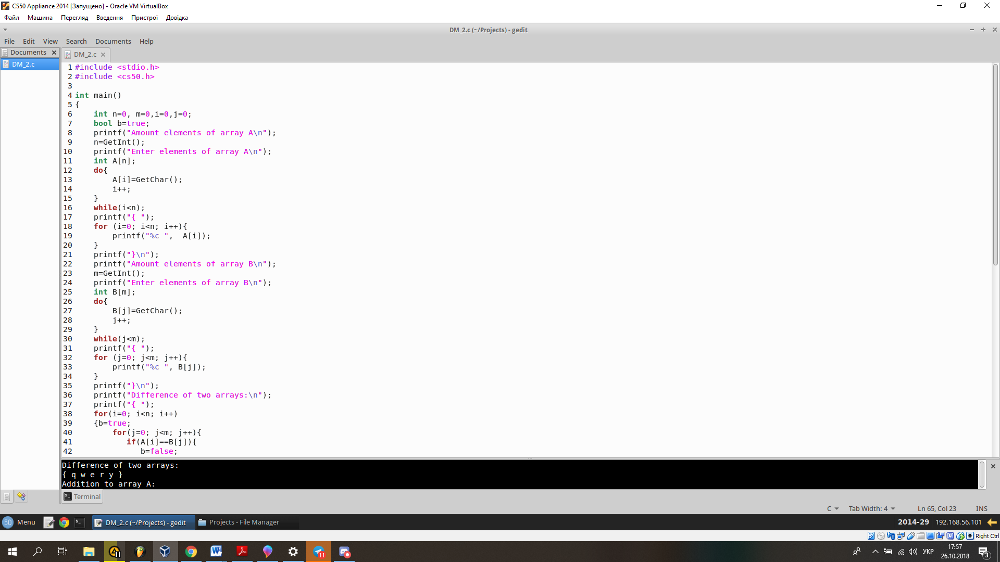 CS50 Appliance 2014 [Запущено] - Oracle VM VirtualBox
Файл Машина Перегляд Введення Пристрої Довідка
DM_2.c (~/Projects) - gedit
File Edit View Search Documents Help
Documents
DM_2.c
DM_2.c
1 #include <stdio.h>
2 #include <cs50.h>
3
4 int main()
5 {
6     int n=0, m=0,i=0,j=0;
7     bool b=true;
8     printf("Amount elements of array A\n");
9     n=GetInt();
10     printf("Enter elements of array A\n");
11     int A[n];
12     do{
13         A[i]=GetChar();
14         i++;
15     }
16     while(i<n);
17     printf("{ ");
18     for (i=0; i<n; i++){
19         printf("%c ",  A[i]);
20     }
21     printf("}\n");
22     printf("Amount elements of array B\n");
23     m=GetInt();
24     printf("Enter elements of array B\n");
25     int B[m];
26     do{
27         B[j]=GetChar();
28         j++;
29     }
30     while(j<m);
31     printf("{ ");
32     for (j=0; j<m; j++){
33         printf("%c ", B[j]);
34     }
35     printf("}\n");
36     printf("Difference of two arrays:\n");
37     printf("{ ");
38     for(i=0; i<n; i++)
39     {b=true;
40         for(j=0; j<m; j++){
41            if(A[i]==B[j]){
42               b=false;
Difference of two arrays:
{ q w e r y }
Addition to array A:
Terminal
C Tab Width: 4 Ln 65, Col 23 INS
50 Menu DM_2.c (~/Projects) - gedit Projects - File Manager 2014-29 192.168.56.101
Right Ctrl
11 УКР 17:57
26.10.2018 3